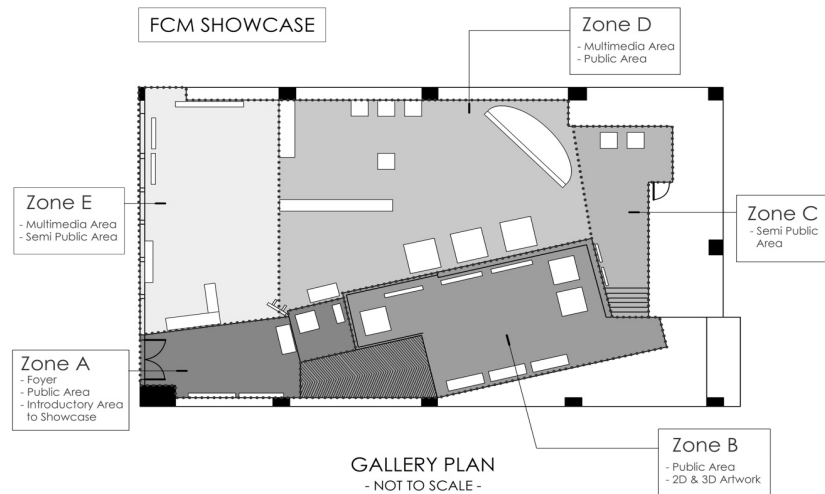 FCM SHOWCASE
Zone D
- Multimedia Area
- Public Area
Zone E
- Multimedia Area
- Semi Public Area
Zone C
- Semi Public
Area
Zone A
- Foyer
- Public Area
- Introductory Area
to Showcase
Zone B
- Public Area
- 2D & 3D Artwork
GALLERY PLAN
- NOT TO SCALE -